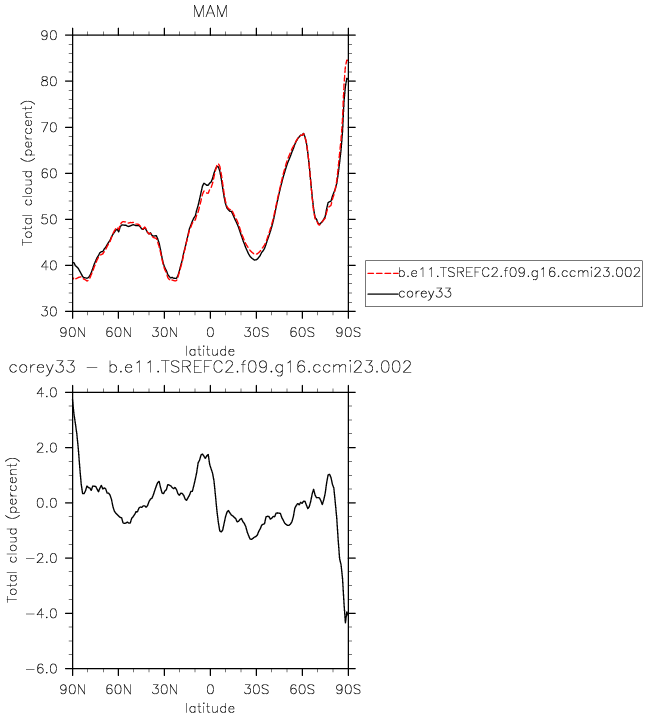 MAM
90
80
70
60
50
40
30
Total cloud (percent)
90N 60N 30N 0 30S 60S 90S
latitude
b.e11.TSREFC2.f09.g16.ccmi23.002
corey33
corey33 − b.e11.TSREFC2.f09.g16.ccmi23.002
4.0
2.0
0.0
−2.0
−4.0
−6.0
Total cloud (percent)
90N 60N 30N 0 30S 60S 90S
latitude